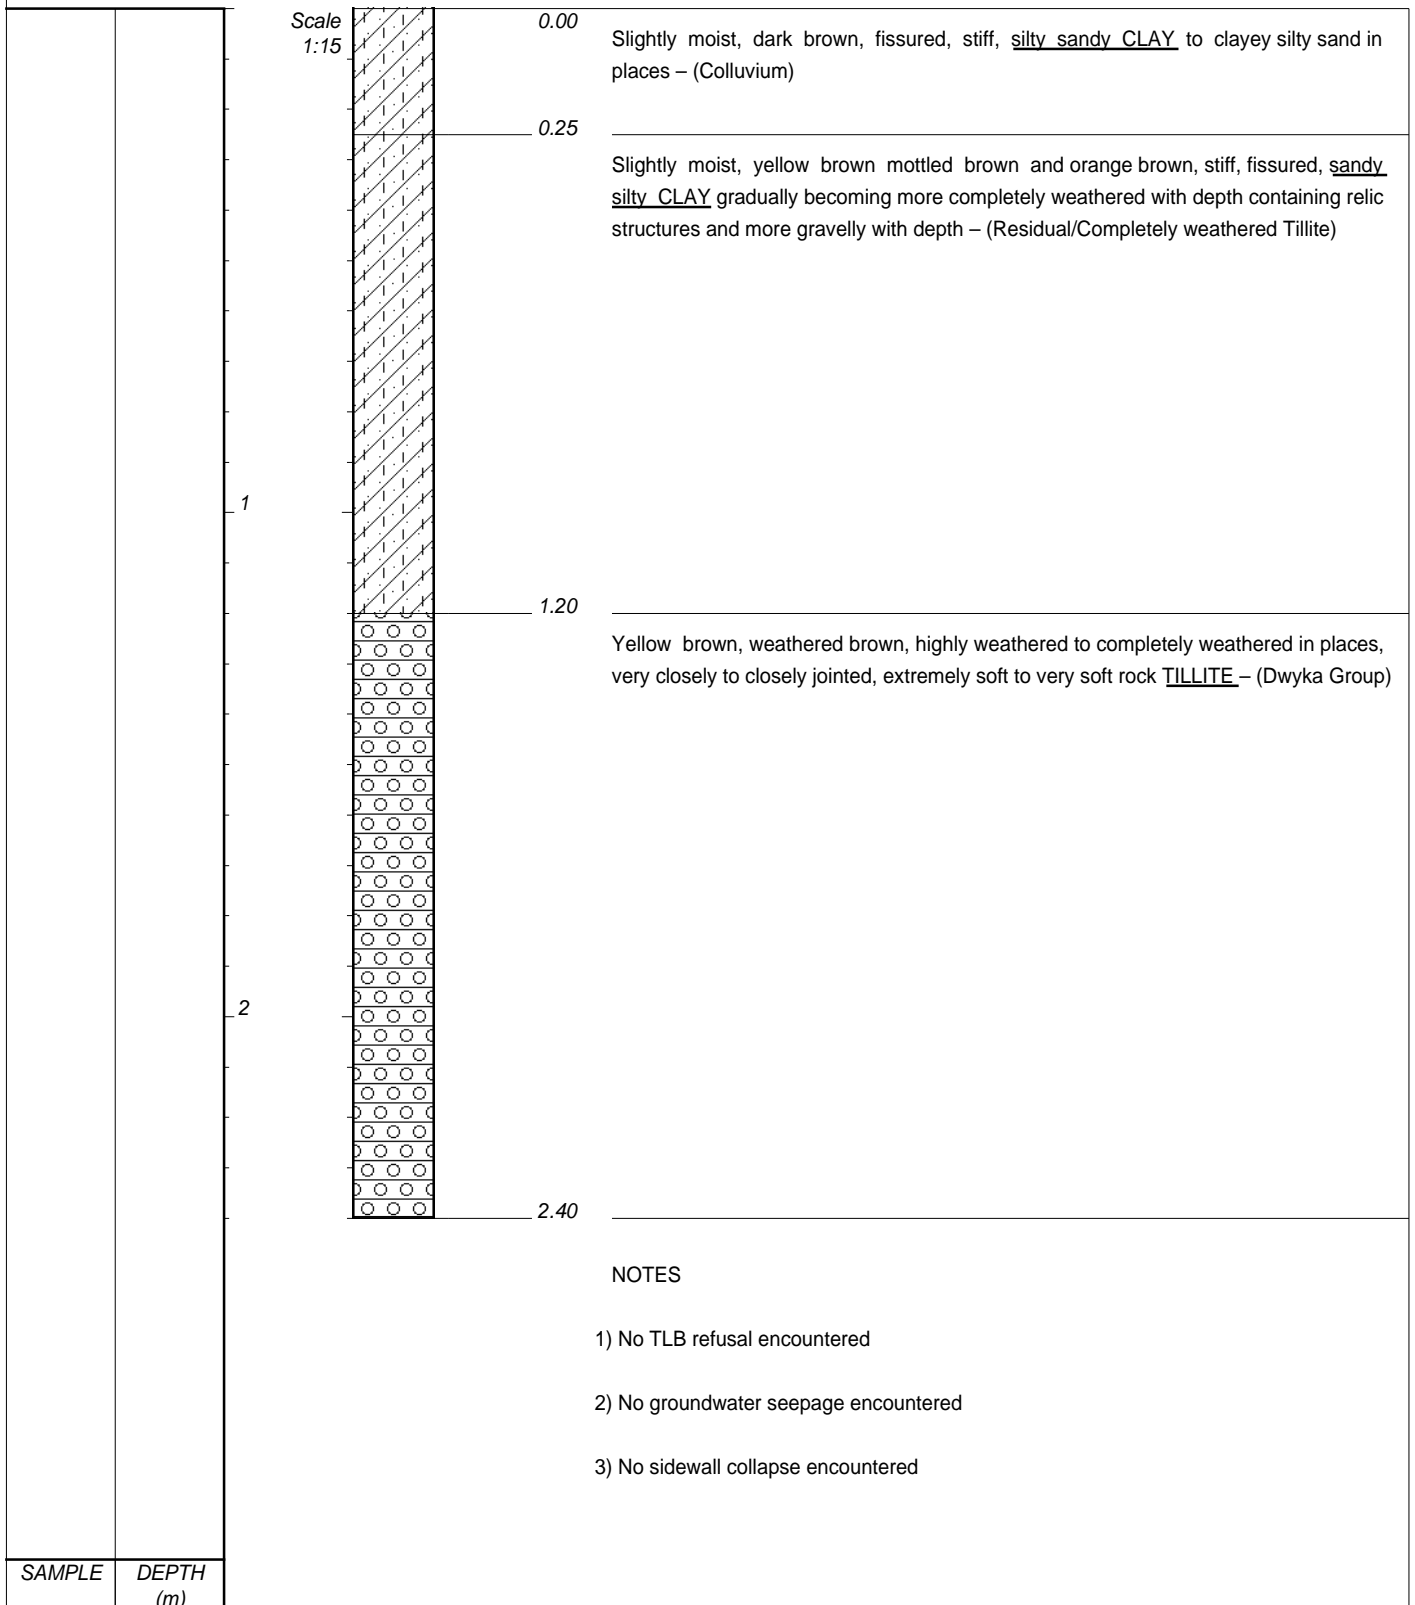 Scale
1:15
0.00
Slightly moist, dark brown, fissured, stiff, silty sandy CLAY to clayey silty sand in
places – (Colluvium)
0.25
Slightly moist, yellow brown mottled brown and orange brown, stiff, fissured, sandy
silty CLAY gradually becoming more completely weathered with depth containing relic
structures and more gravelly with depth – (Residual/Completely weathered Tillite)
1
1.20
Yellow brown, weathered brown, highly weathered to completely weathered in places,
very closely to closely jointed, extremely soft to very soft rock TILLITE – (Dwyka Group)
2
2.40
NOTES
1) No TLB refusal encountered
2) No groundwater seepage encountered
3) No sidewall collapse encountered
SAMPLE DEPTH
(m)